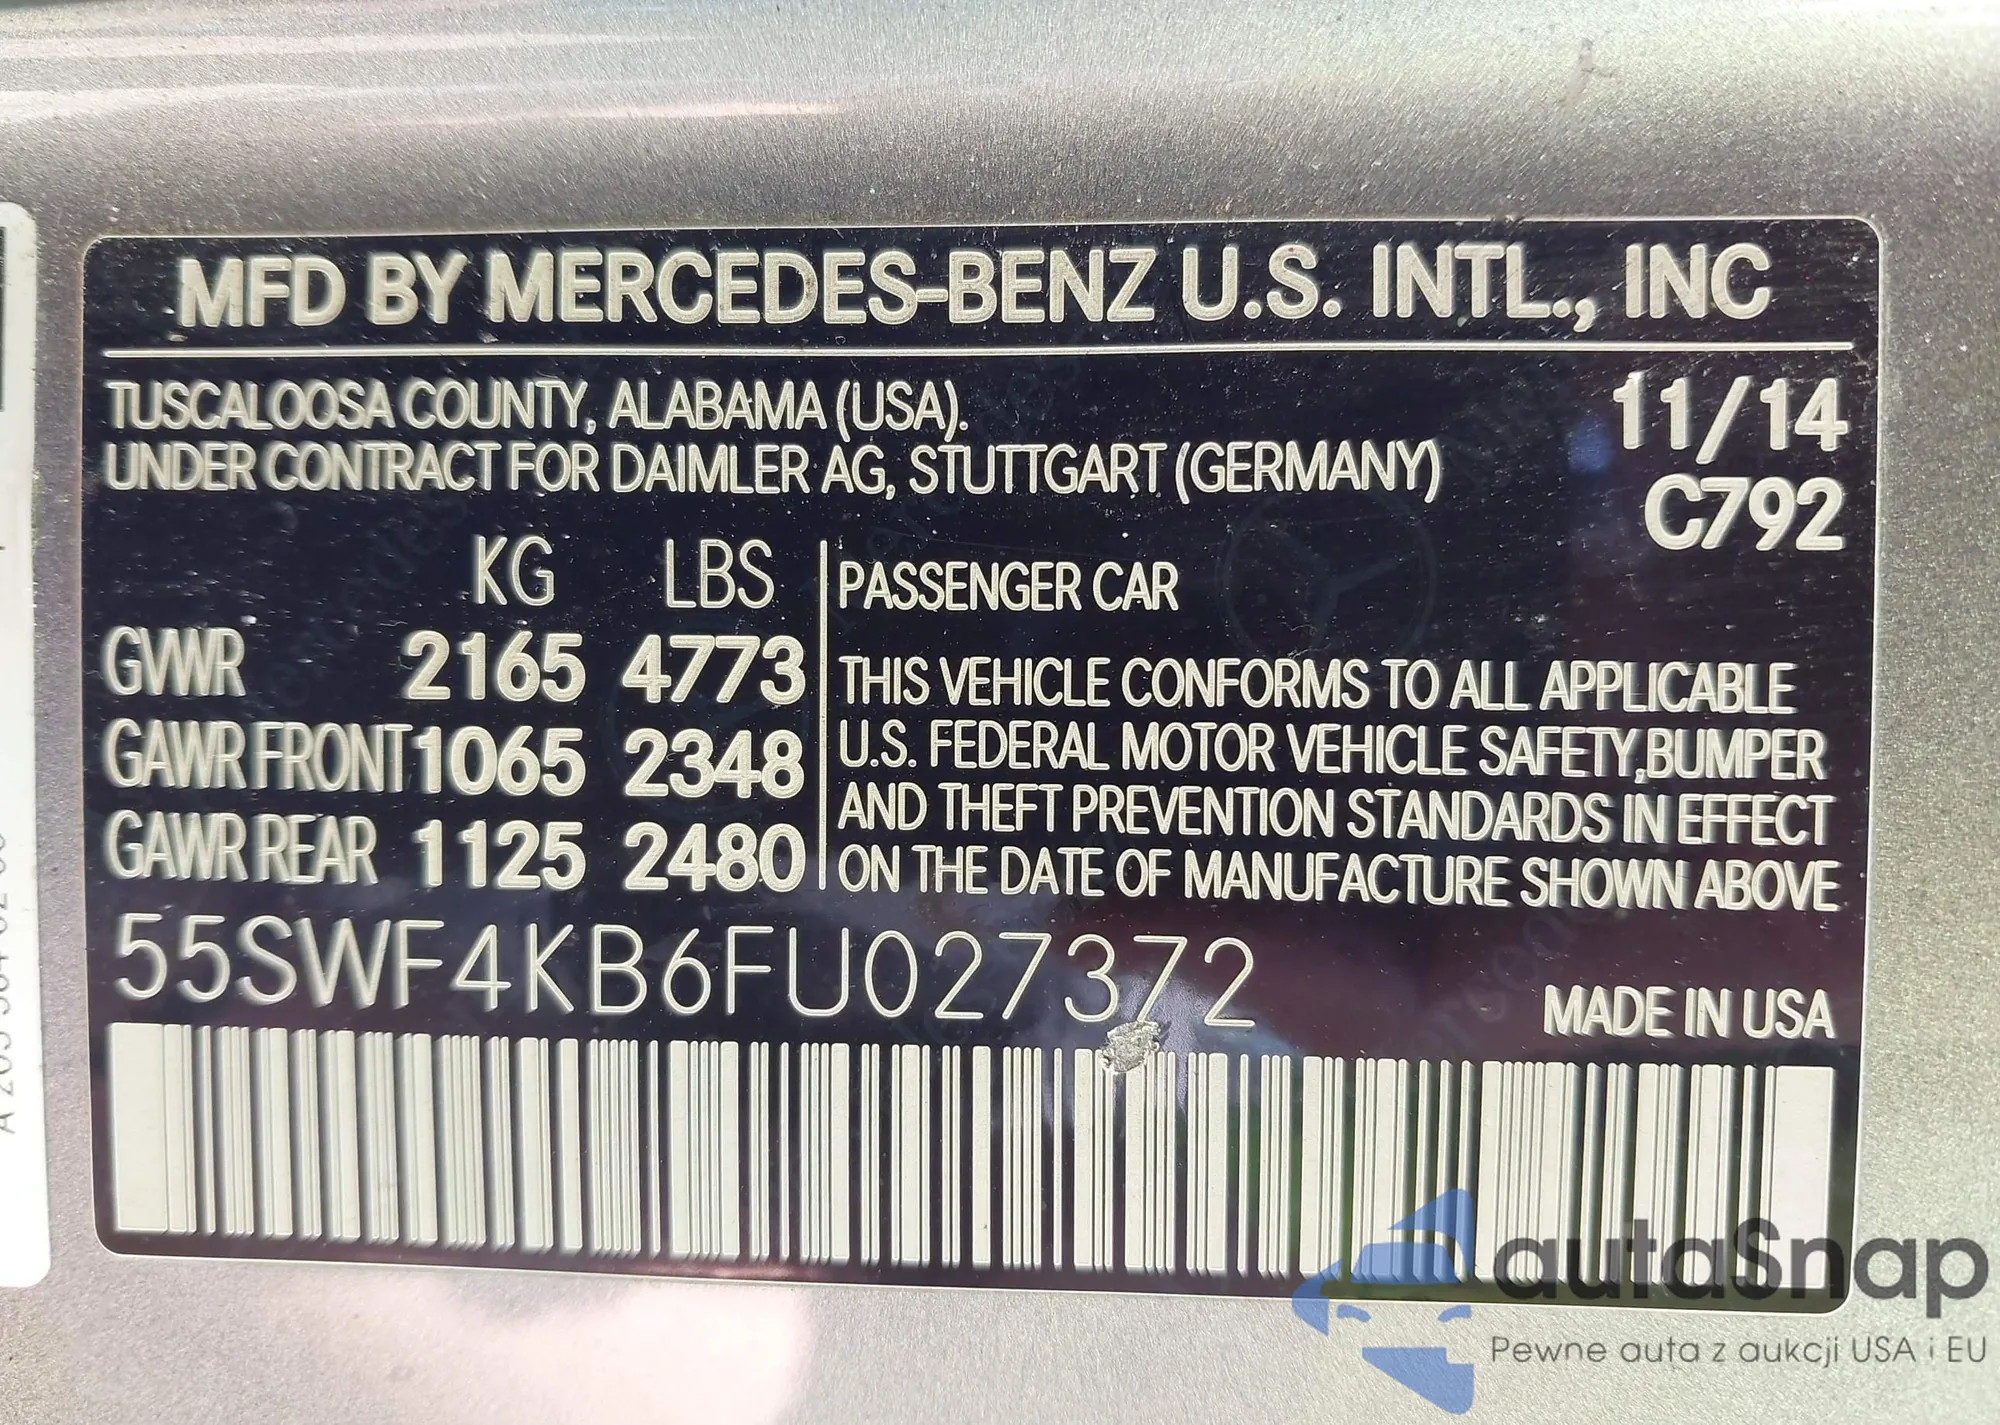 MFD BY MERCEDES-BENZ U.S. INTL., INC
TUSCALOOSA COUNTY, ALABAMA (USA). 11/14
UNDER CONTRACT FOR DAIMLER AG, STUTTGART (GERMANY) C792
KG LBS
GVWR 2165 4773
GAWR FRONT 1065 2348
GAWR REAR 1125 2480
PASSENGER CAR
THIS VEHICLE CONFORMS TO ALL APPLICABLE
U.S. FEDERAL MOTOR VEHICLE SAFETY,BUMPER
AND THEFT PREVENTION STANDARDS IN EFFECT
ON THE DATE OF MANUFACTURE SHOWN ABOVE
55SWF4KB6FU027372
MADE IN USA
autaSnap
Pewne auta z aukcji USA i EU